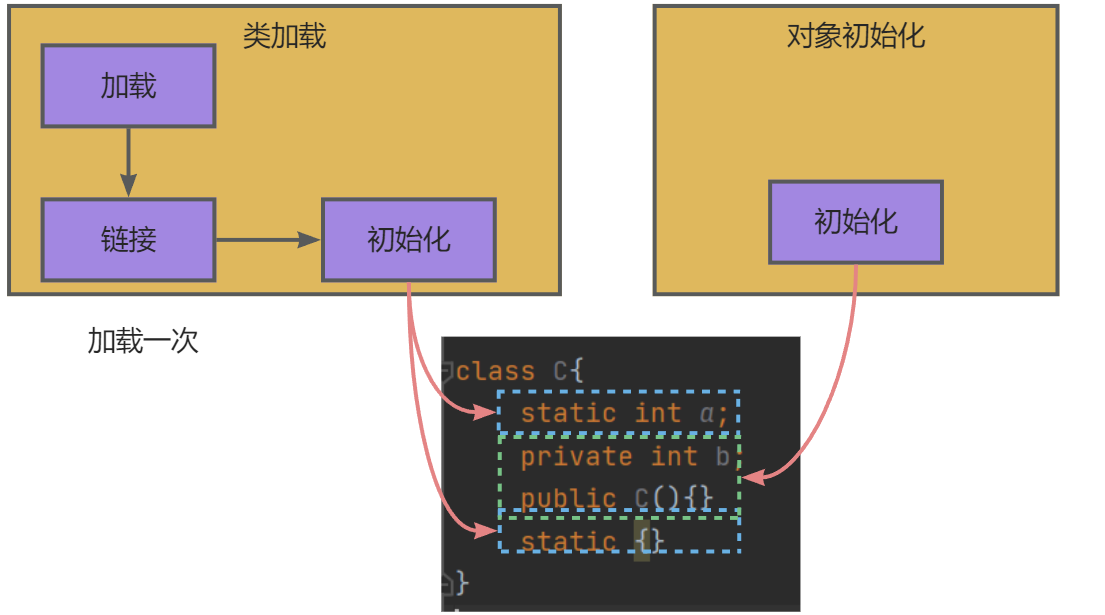 类加载
对象初始化
加载
链接
初始化
初始化
加载一次
class C{
static int a;
private int b;
public C(){}
static {}
}